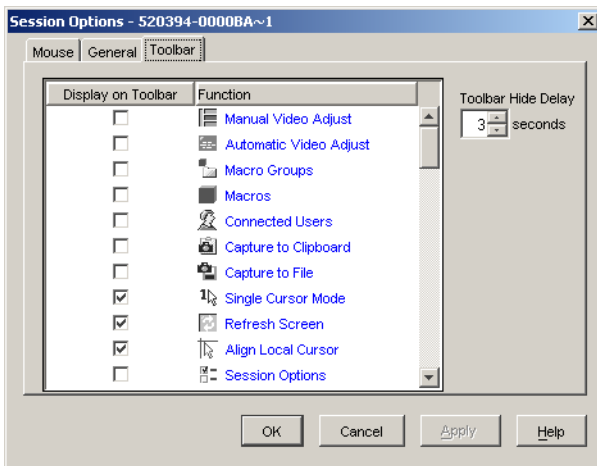 Session Options - 520394-0000BA~1
Mouse General Toolbar
Display on Toolbar Function
Manual Video Adjust
Automatic Video Adjust
Macro Groups
Macros
Connected Users
Capture to Clipboard
Capture to File
Single Cursor Mode
Refresh Screen
Align Local Cursor
Session Options
Toolbar Hide Delay
3 seconds
OK Cancel Apply Help